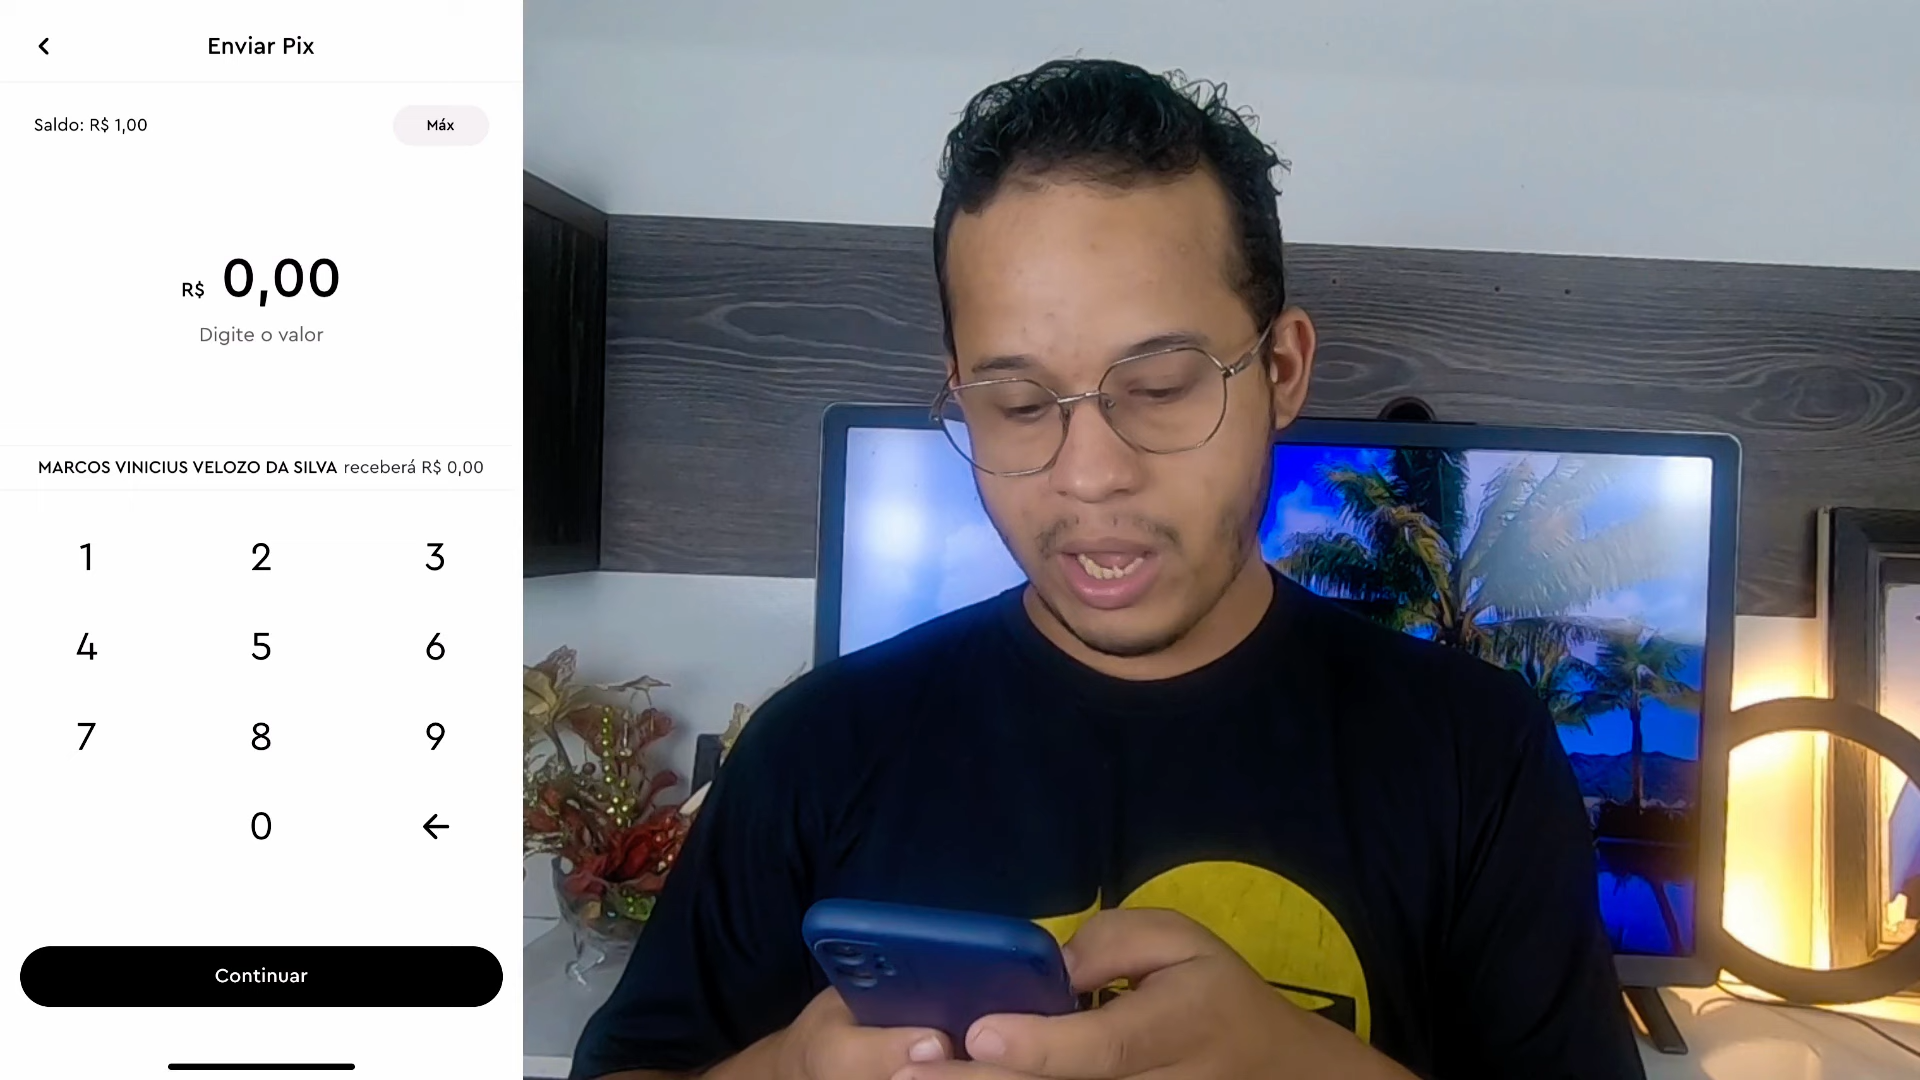 Enviar Pix
Saldo: R$ 1,00
Máx
R$ 0,00
Digite o valor
MARCOS VINICIUS VELOZO DA SILVA receberá R$ 0,00
1 2 3
4 5 6
7 8 9
0
Continuar